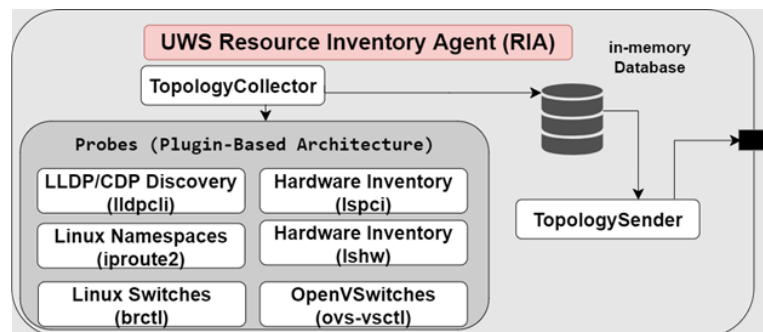 UWS Resource Inventory Agent (RIA)
in-memory
Database
TopologyCollector
Probes (Plugin-Based Architecture)
LLDP/CDP Discovery
(lldpcli)
Hardware Inventory
(lspci)
Linux Namespaces
(iproute2)
Hardware Inventory
(lshw)
TopologySender
Linux Switches
(brctl)
OpenVSwitches
(ovs-vsctl)